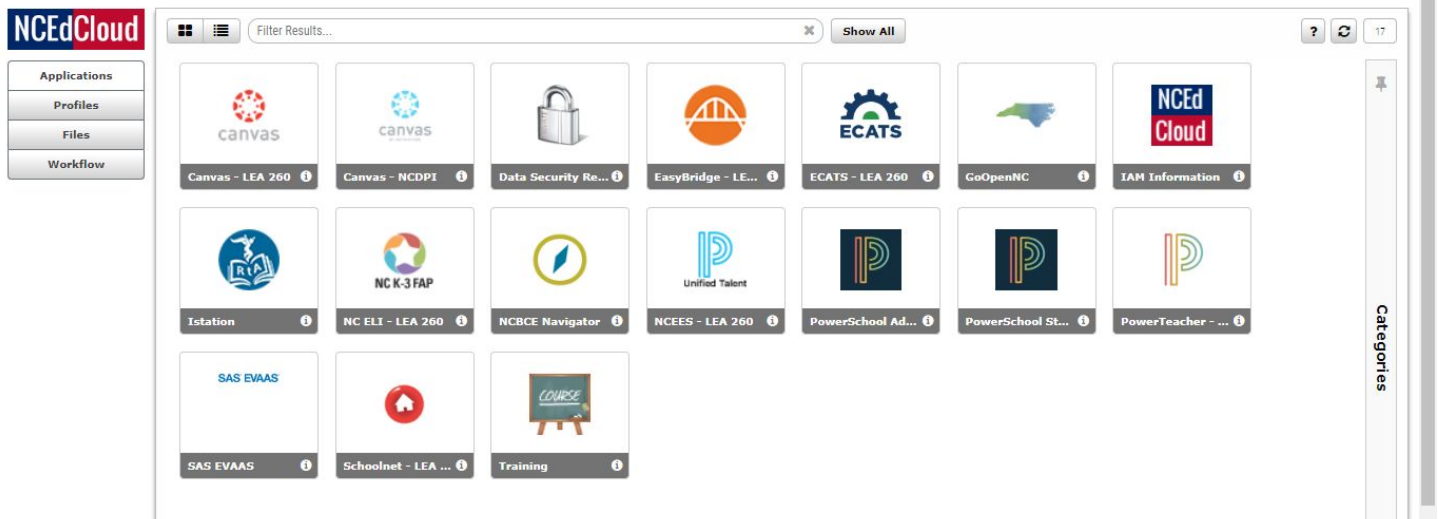 NCEdCloud
Filter Results...
Show All
?
17
Applications
Profiles
Files
Workflow
canvas
canvas
ECATS
NCEd
Cloud
Canvas - LEA 260
Canvas - NCDPI
Data Security Re...
EasyBridge - LE...
ECATS - LEA 260
GoOpenNC
IAM Information
RtA
NC K-3 FAP
Unified Talent
Istation
NC ELI - LEA 260
NCBCE Navigator
NCEES - LEA 260
PowerSchool Ad...
PowerSchool St...
PowerTeacher - ...
Categories
SAS EVAAS
COURSE
SAS EVAAS
Schoolnet - LEA ...
Training